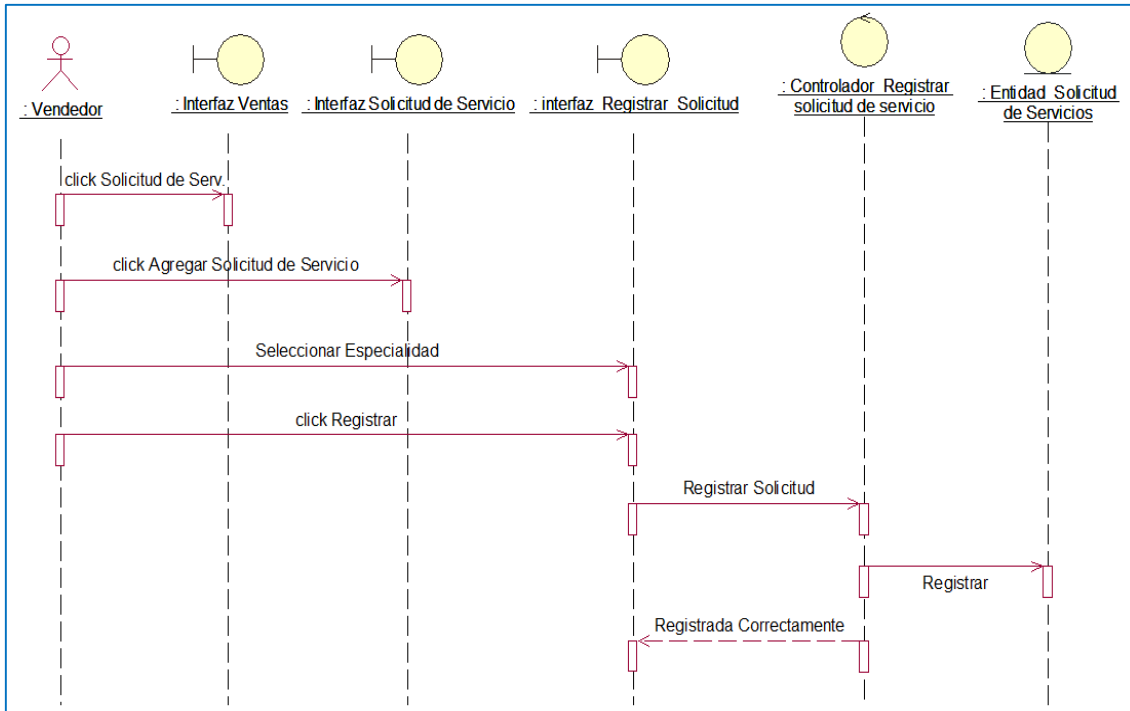 : Vendedor
: Interfaz Ventas
: Interfaz Solicitud de Servicio
: interfaz Registrar Solicitud
: Controlador Registrar
solicitud de servicio
: Entidad Solicitud
de Servicios
click Solicitud de Serv.
click Agregar Solicitud de Servicio
Seleccionar Especialidad
click Registrar
Registrar Solicitud
Registrar
Registrada Correctamente